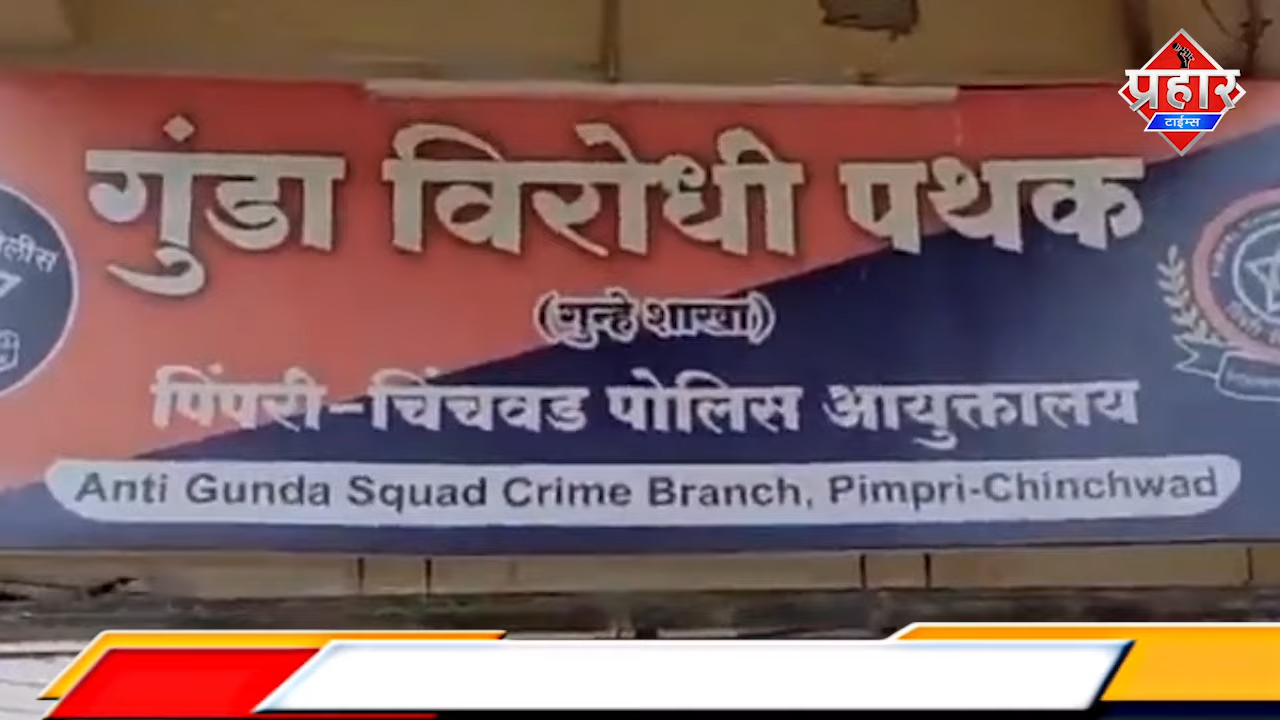 प्रहार
टाईम्स
गुंडा विरोधी पथक
(गुन्हे शाखा)
पिंपरी-चिंचवड पोलिस आयुक्तालय
Anti Gunda Squad Crime Branch, Pimpri-Chinchwad